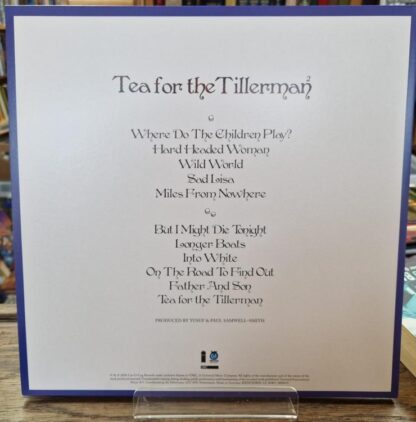 Tea for the Tillerman²
Where Do The Children Play?
Hard Headed Woman
Wild World
Sad Lisa
Miles From Nowhere
But I Might Die Tonight
Longer Boats
Into White
On The Road To Find Out
Father And Son
Tea for the Tillerman
PRODUCED BY YUSUF & PAUL SAMWELL-SMITH